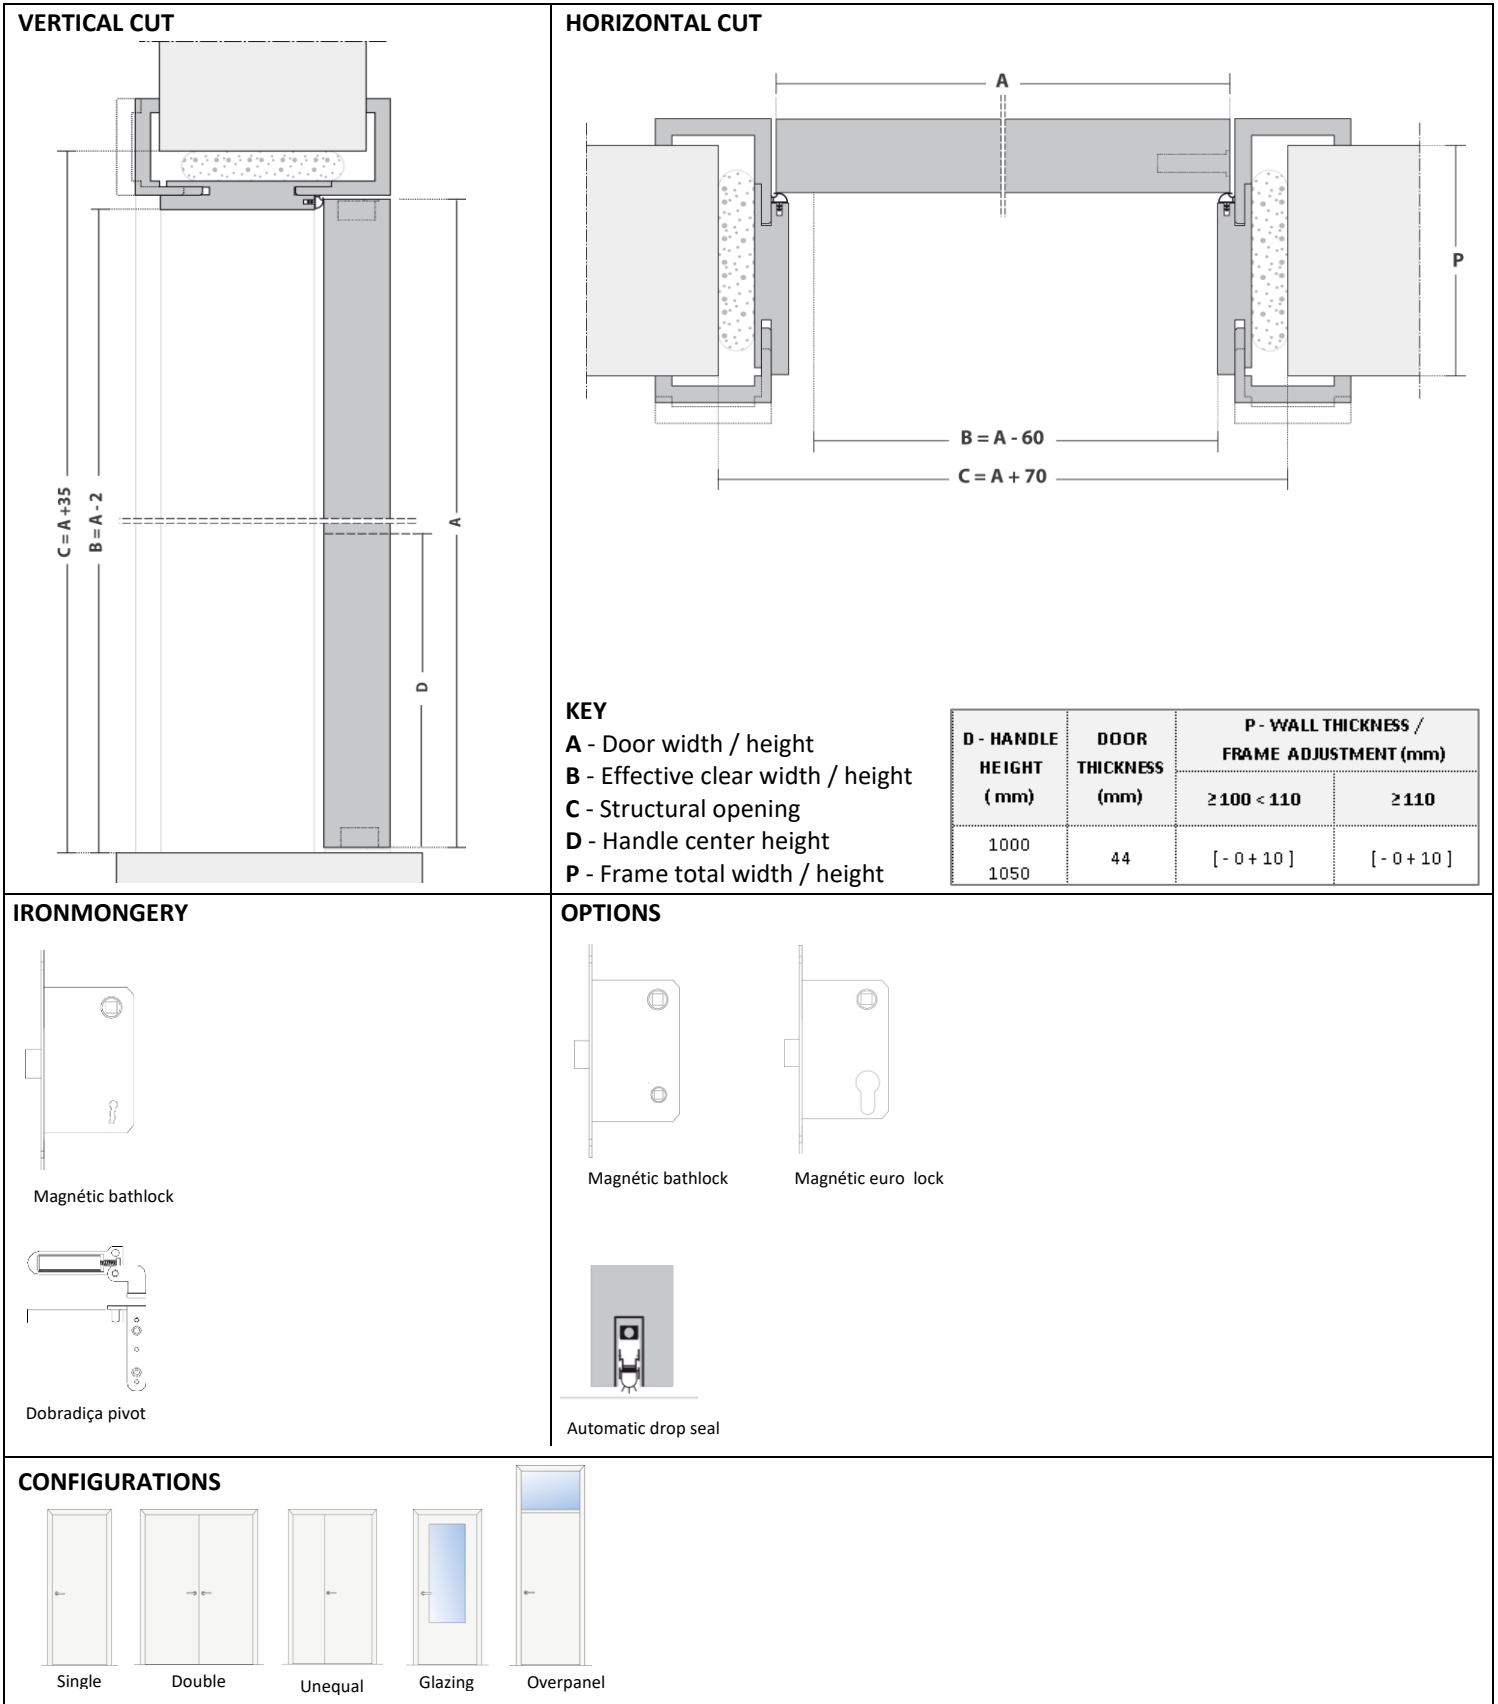 VERTICAL CUT
C = A +35
B = A - 2
A
D
HORIZONTAL CUT
A
P
B = A - 60
C = A + 70
KEY
A - Door width / height
B - Effective clear width / height
C - Structural opening
D - Handle center height
P - Frame total width / height
D - HANDLE HEIGHT ( mm)
DOOR THICKNESS (mm)
P - WALL THICKNESS / FRAME ADJUSTMENT (mm)
≥ 100 < 110
≥ 110
1000
1050
44
[ - 0 + 10 ]
[ - 0 + 10 ]
IRONMONGERY
Magnétic bathlock
Dobradiça pivot
OPTIONS
Magnétic bathlock
Magnétic euro lock
Automatic drop seal
CONFIGURATIONS
Single
Double
Unequal
Glazing
Overpanel